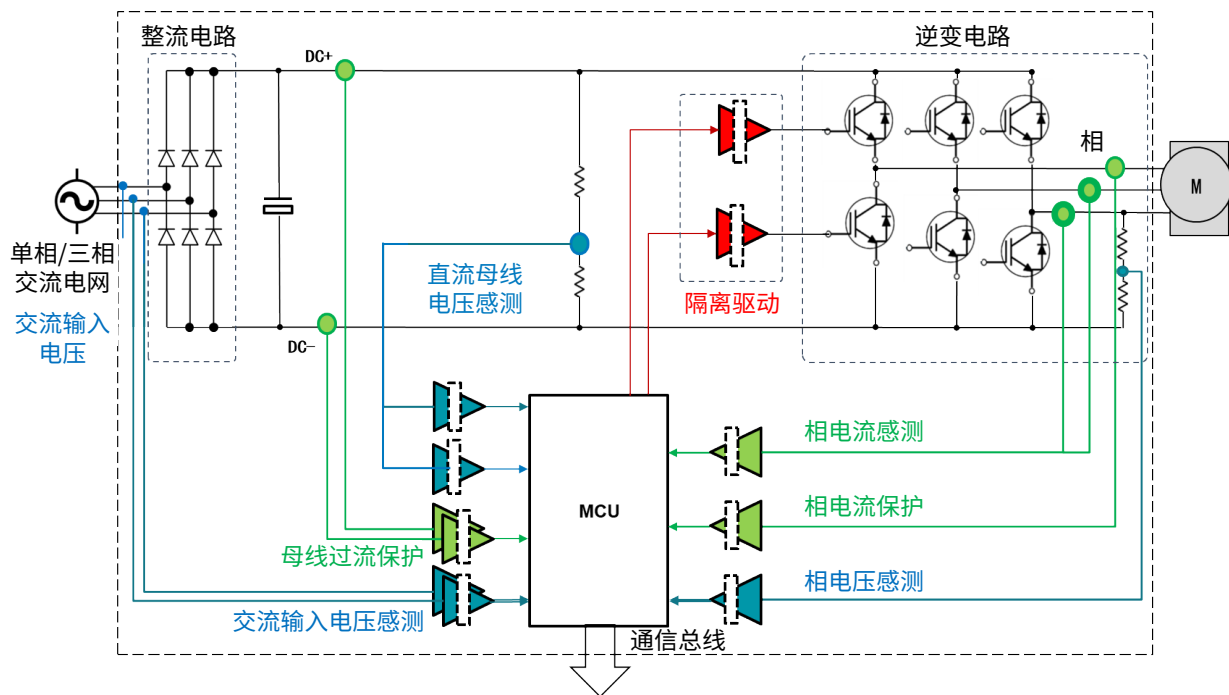 整流电路
逆变电路
DC+
相
M
单相/三相
交流电网
交流输入
电压
直流母线
电压感测
隔离驱动
DC-
相电流感测
MCU
相电流保护
母线过流保护
相电压感测
交流输入电压感测
通信总线